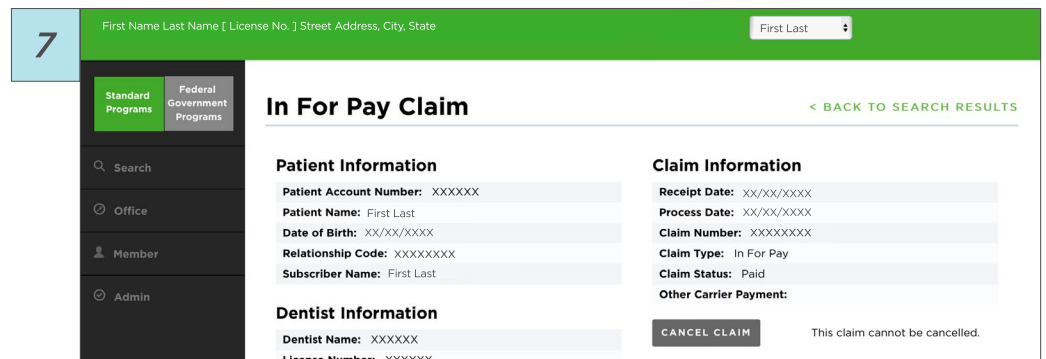 7
First Name Last Name [ License No. ] Street Address, City, State
First Last
Standard Programs
Federal Government Programs
Search
Office
Member
Admin
In For Pay Claim
< BACK TO SEARCH RESULTS
Patient Information
Patient Account Number: XXXXXX
Patient Name: First Last
Date of Birth: XX/XX/XXXX
Relationship Code: XXXXXXXX
Subscriber Name: First Last
Dentist Information
Dentist Name: XXXXXX
License Number: XXXXXX
Claim Information
Receipt Date: XX/XX/XXXX
Process Date: XX/XX/XXXX
Claim Number: XXXXXXXX
Claim Type: In For Pay
Claim Status: Paid
Other Carrier Payment:
CANCEL CLAIM
This claim cannot be cancelled.